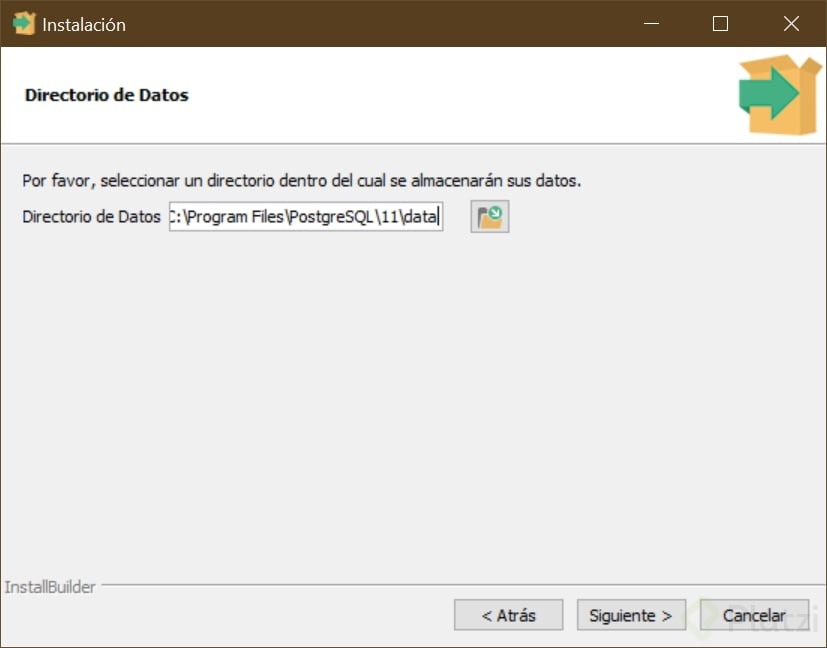 Instalación
Directorio de Datos
Por favor, seleccionar un directorio dentro del cual se almacenarán sus datos.
Directorio de Datos C:\Program Files\PostgreSQL\11\data
InstallBuilder
< Atrás Siguiente > Cancelar
Platzi